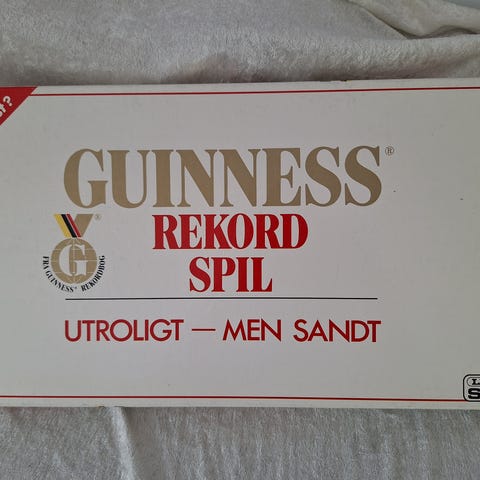 GUINNESS®
REKORD
SPIL
G®
FRA GUINNESS® REKORDBOG
UTROLIGT — MEN SANDT